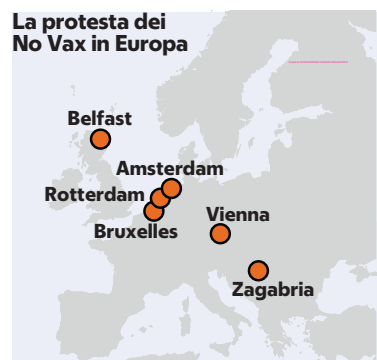 La protesta dei
No Vax in Europa
Belfast
Amsterdam
Rotterdam
Bruxelles
Vienna
Zagabria